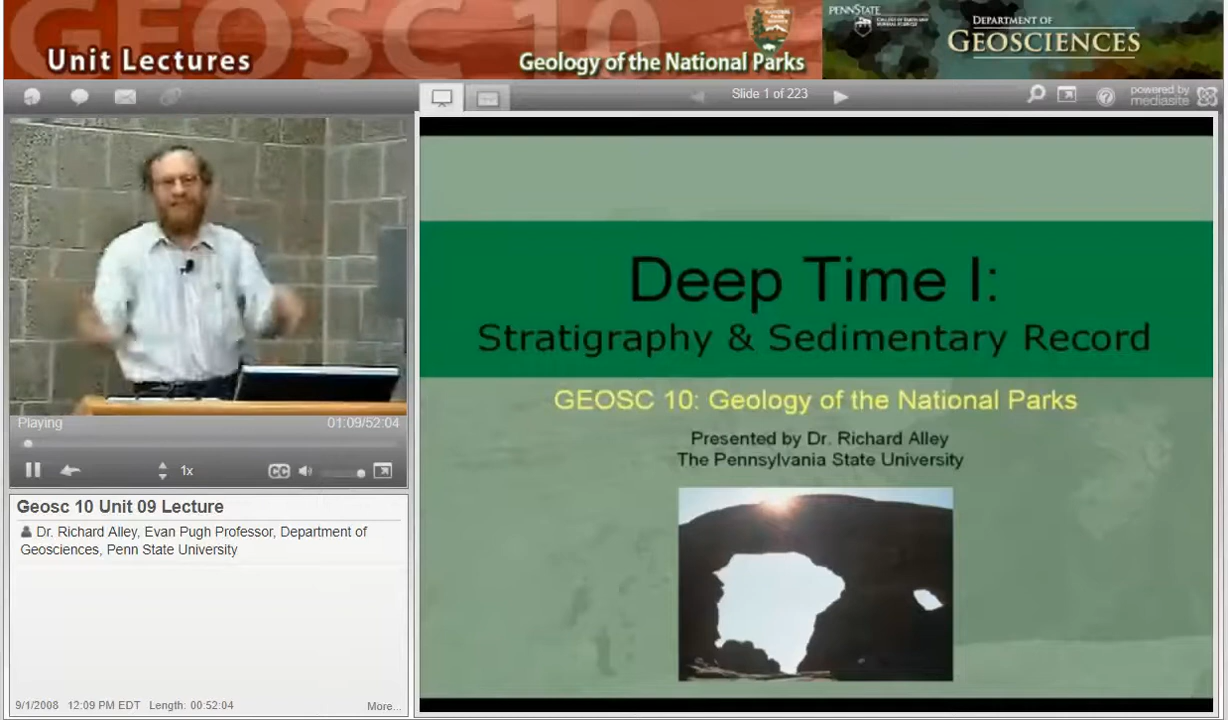 GEOSC 10
Unit Lectures
NATIONAL PARK SERVICE
Geology of the National Parks
PENNSTATE
DEPARTMENT OF
GEOSCIENCES
Slide 1 of 223
powered by
mediasite
Deep Time I:
Stratigraphy & Sedimentary Record
GEOSC 10: Geology of the National Parks
Presented by Dr. Richard Alley
The Pennsylvania State University
Playing
01:09/52:04
1x
CC
Geosc 10 Unit 09 Lecture
Dr. Richard Alley, Evan Pugh Professor, Department of
Geosciences, Penn State University
9/1/2008 12:09 PM EDT Length: 00:52:04
More...